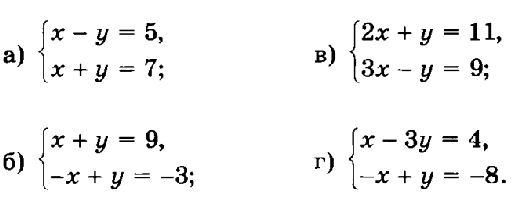 а) { x − y = 5,
x + y = 7;
б) { x + y = 9,
−x + y = −3;
в) { 2x + y = 11,
3x − y = 9;
г) { x − 3y = 4,
−x + y = −8.